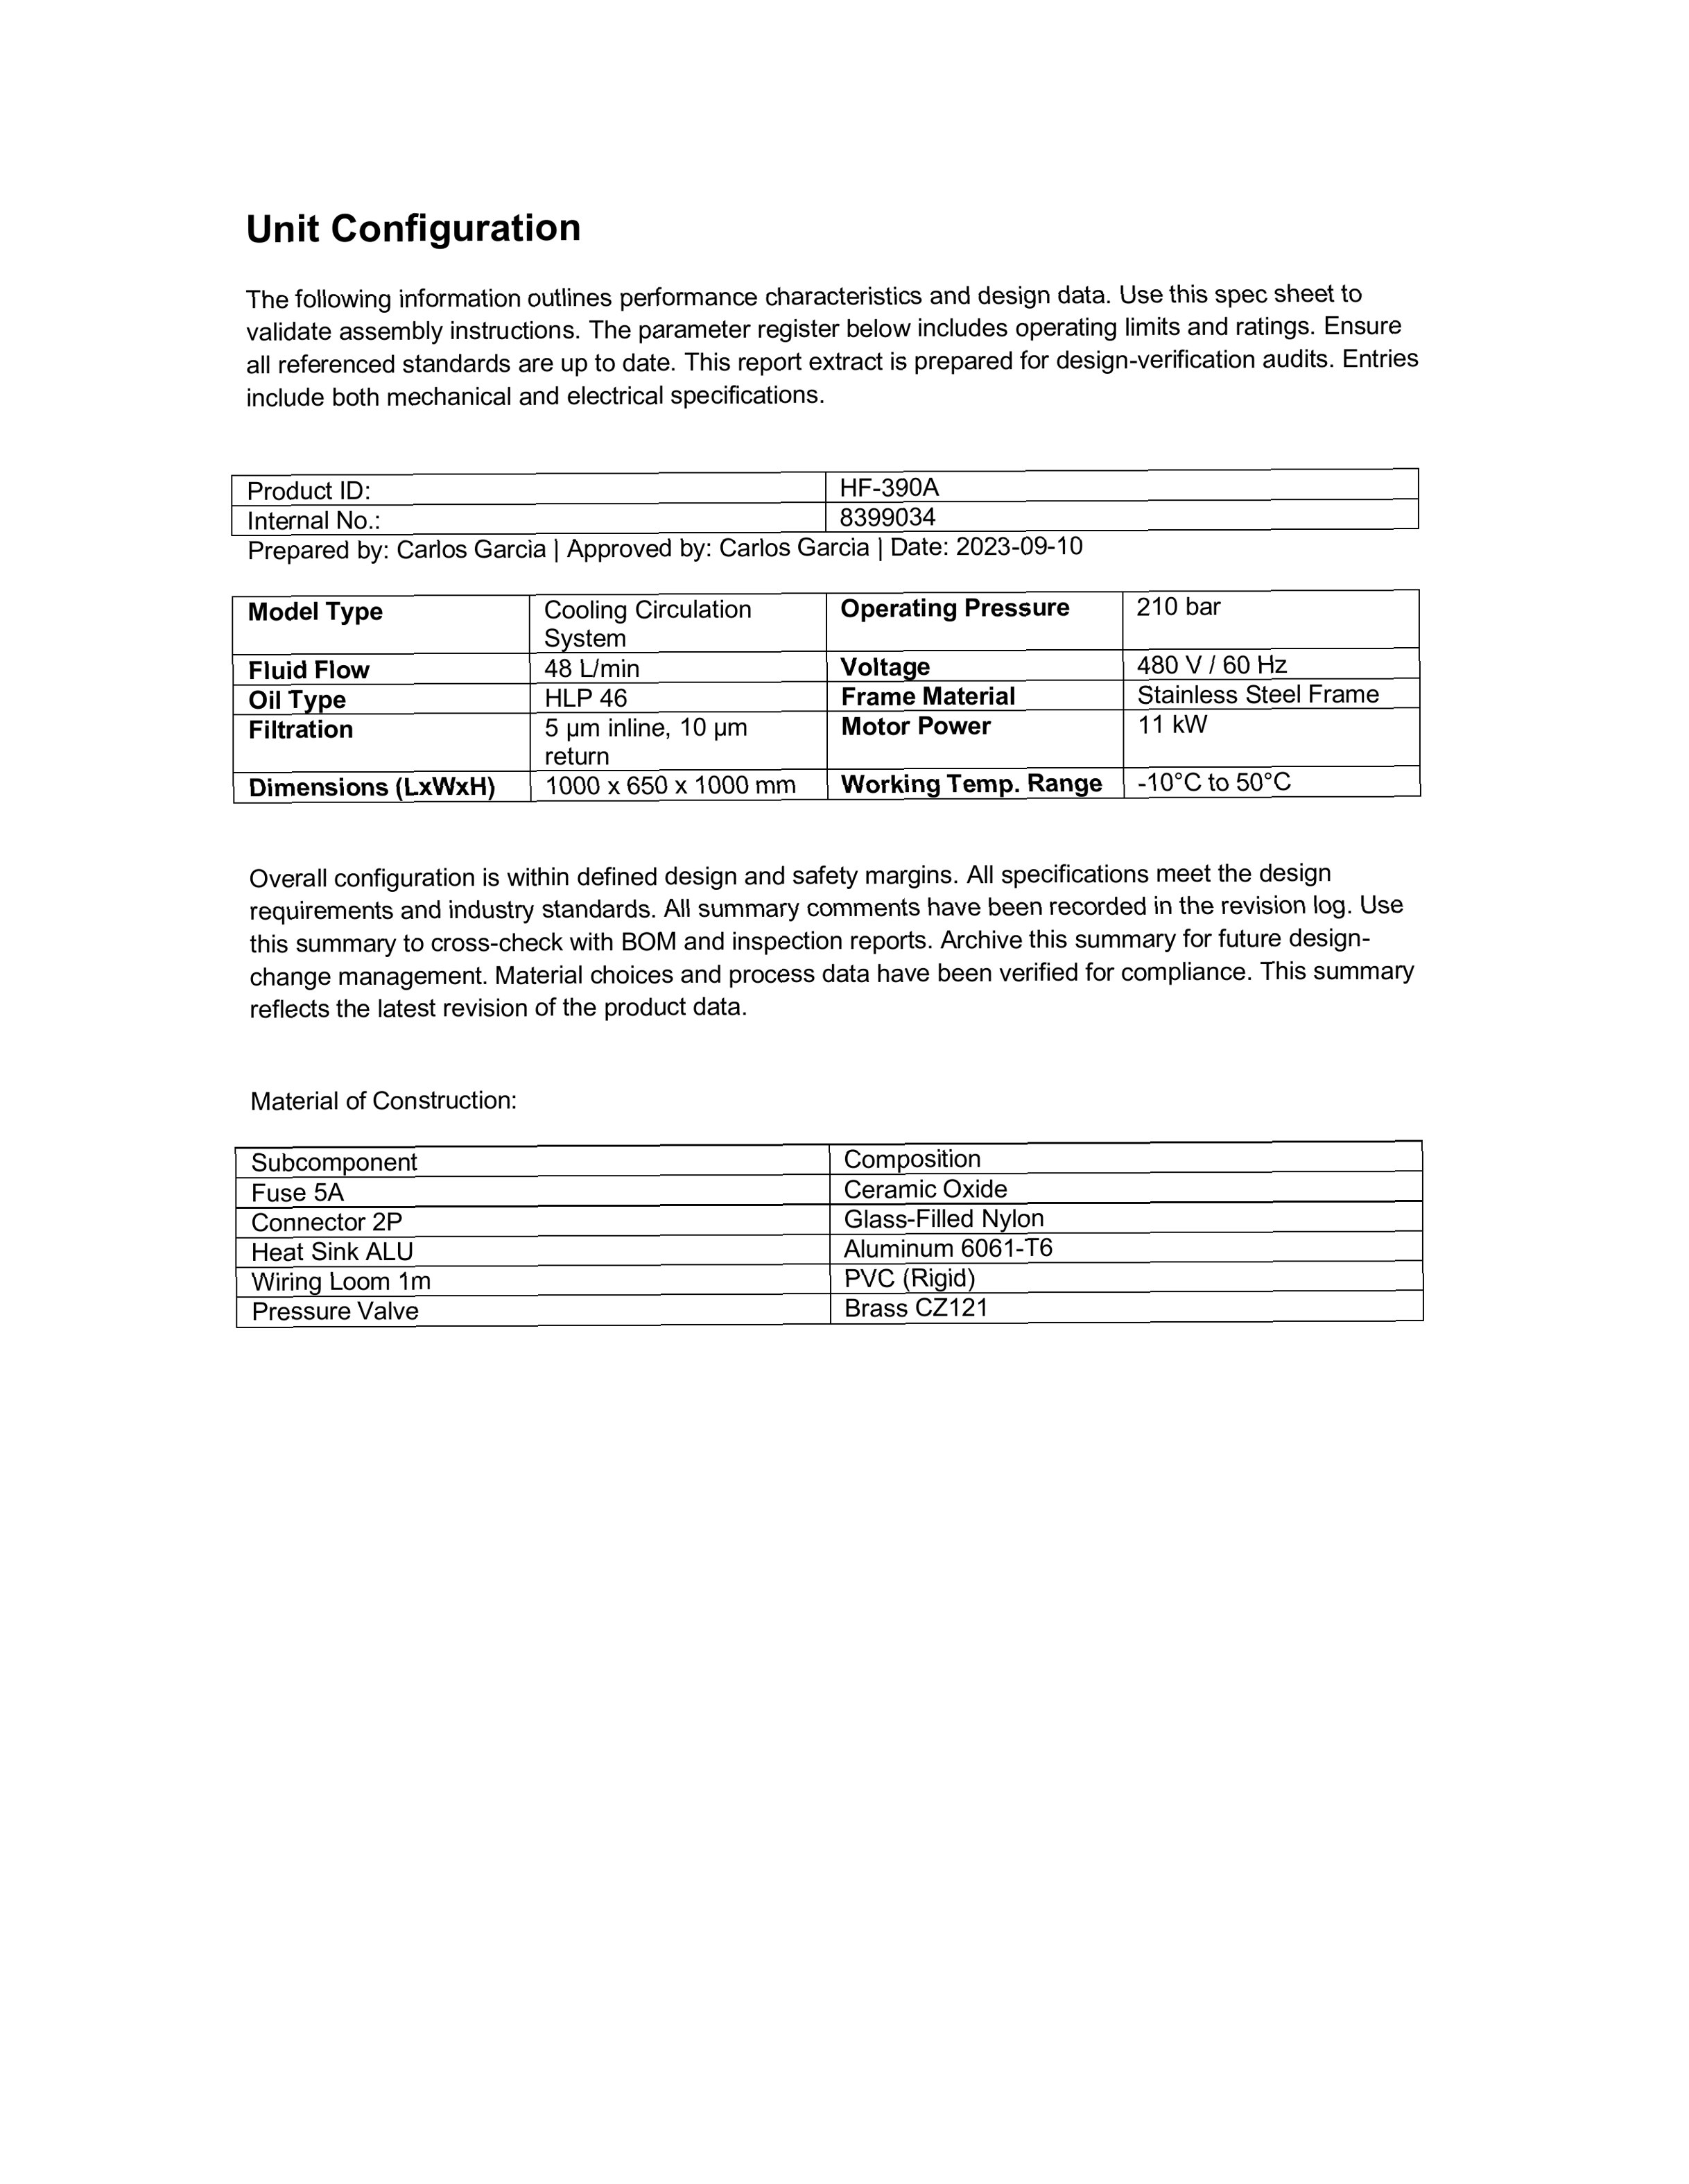 Unit Configuration
The following information outlines performance characteristics and design data. Use this spec sheet to
validate assembly instructions. The parameter register below includes operating limits and ratings. Ensure
all referenced standards are up to date. This report extract is prepared for design-verification audits. Entries
include both mechanical and electrical specifications.
Product ID: HF-390A
Internal No.: 8399034
Prepared by: Carlos Garcia | Approved by: Carlos Garcia | Date: 2023-09-10
Model Type Cooling Circulation Operating Pressure 210 bar
System
Fluid Flow 48 L/min Voltage 480 V / 60 Hz
Oil Type HLP 46 Frame Material Stainless Steel Frame
Filtration 5 µm inline, 10 µm Motor Power 11 kW
return
Dimensions (LxWxH) 1000 x 650 x 1000 mm Working Temp. Range -10°C to 50°C
Overall configuration is within defined design and safety margins. All specifications meet the design
requirements and industry standards. All summary comments have been recorded in the revision log. Use
this summary to cross-check with BOM and inspection reports. Archive this summary for future design-
change management. Material choices and process data have been verified for compliance. This summary
reflects the latest revision of the product data.
Material of Construction:
Subcomponent Composition
Fuse 5A Ceramic Oxide
Connector 2P Glass-Filled Nylon
Heat Sink ALU Aluminum 6061-T6
Wiring Loom 1m PVC (Rigid)
Pressure Valve Brass CZ121